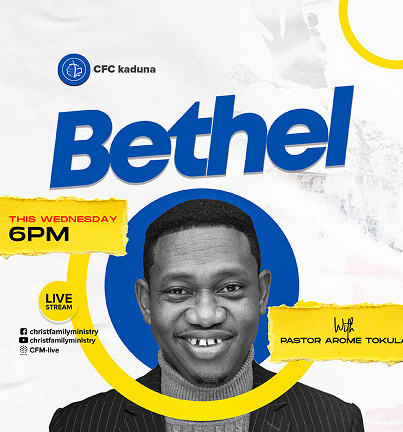 CFC kaduna
Bethel
THIS WEDNESDAY
6PM
LIVE
STREAM
christfamilyministry
christfamilyministry
CFM-live
With
PASTOR AROME TOKULA